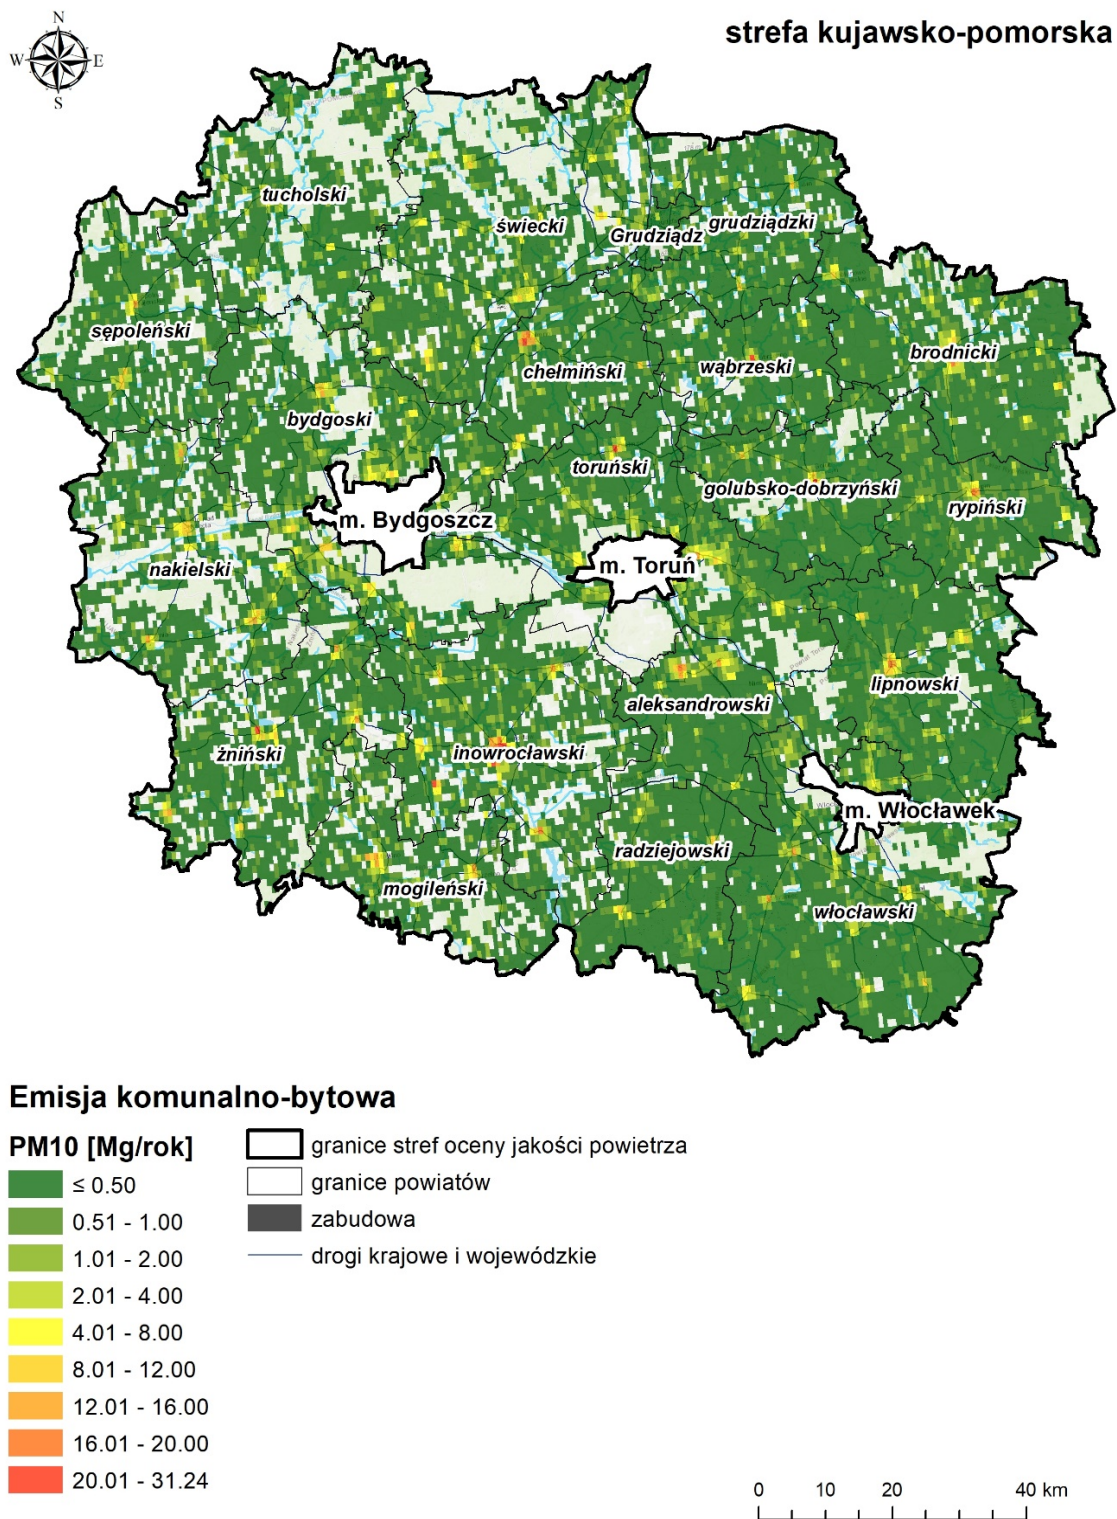 N
W E
S
strefa kujawsko-pomorska
tucholski
świecki
Grudziądz
grudziądzki
sępoleński
brodnicki
chełmiński
wąbrzeski
bydgoski
toruński
golubsko-dobrzyński
rypiński
m. Bydgoszcz
m. Toruń
nakielski
lipnowski
aleksandrowski
żniński
inowrocławski
m. Włocławek
radziejowski
mogileński
włocławski
Emisja komunalno-bytowa
PM10 [Mg/rok]
≤ 0.50
0.51 - 1.00
1.01 - 2.00
2.01 - 4.00
4.01 - 8.00
8.01 - 12.00
12.01 - 16.00
16.01 - 20.00
20.01 - 31.24
granice stref oceny jakości powietrza
granice powiatów
zabudowa
drogi krajowe i wojewódzkie
0 10 20 40 km